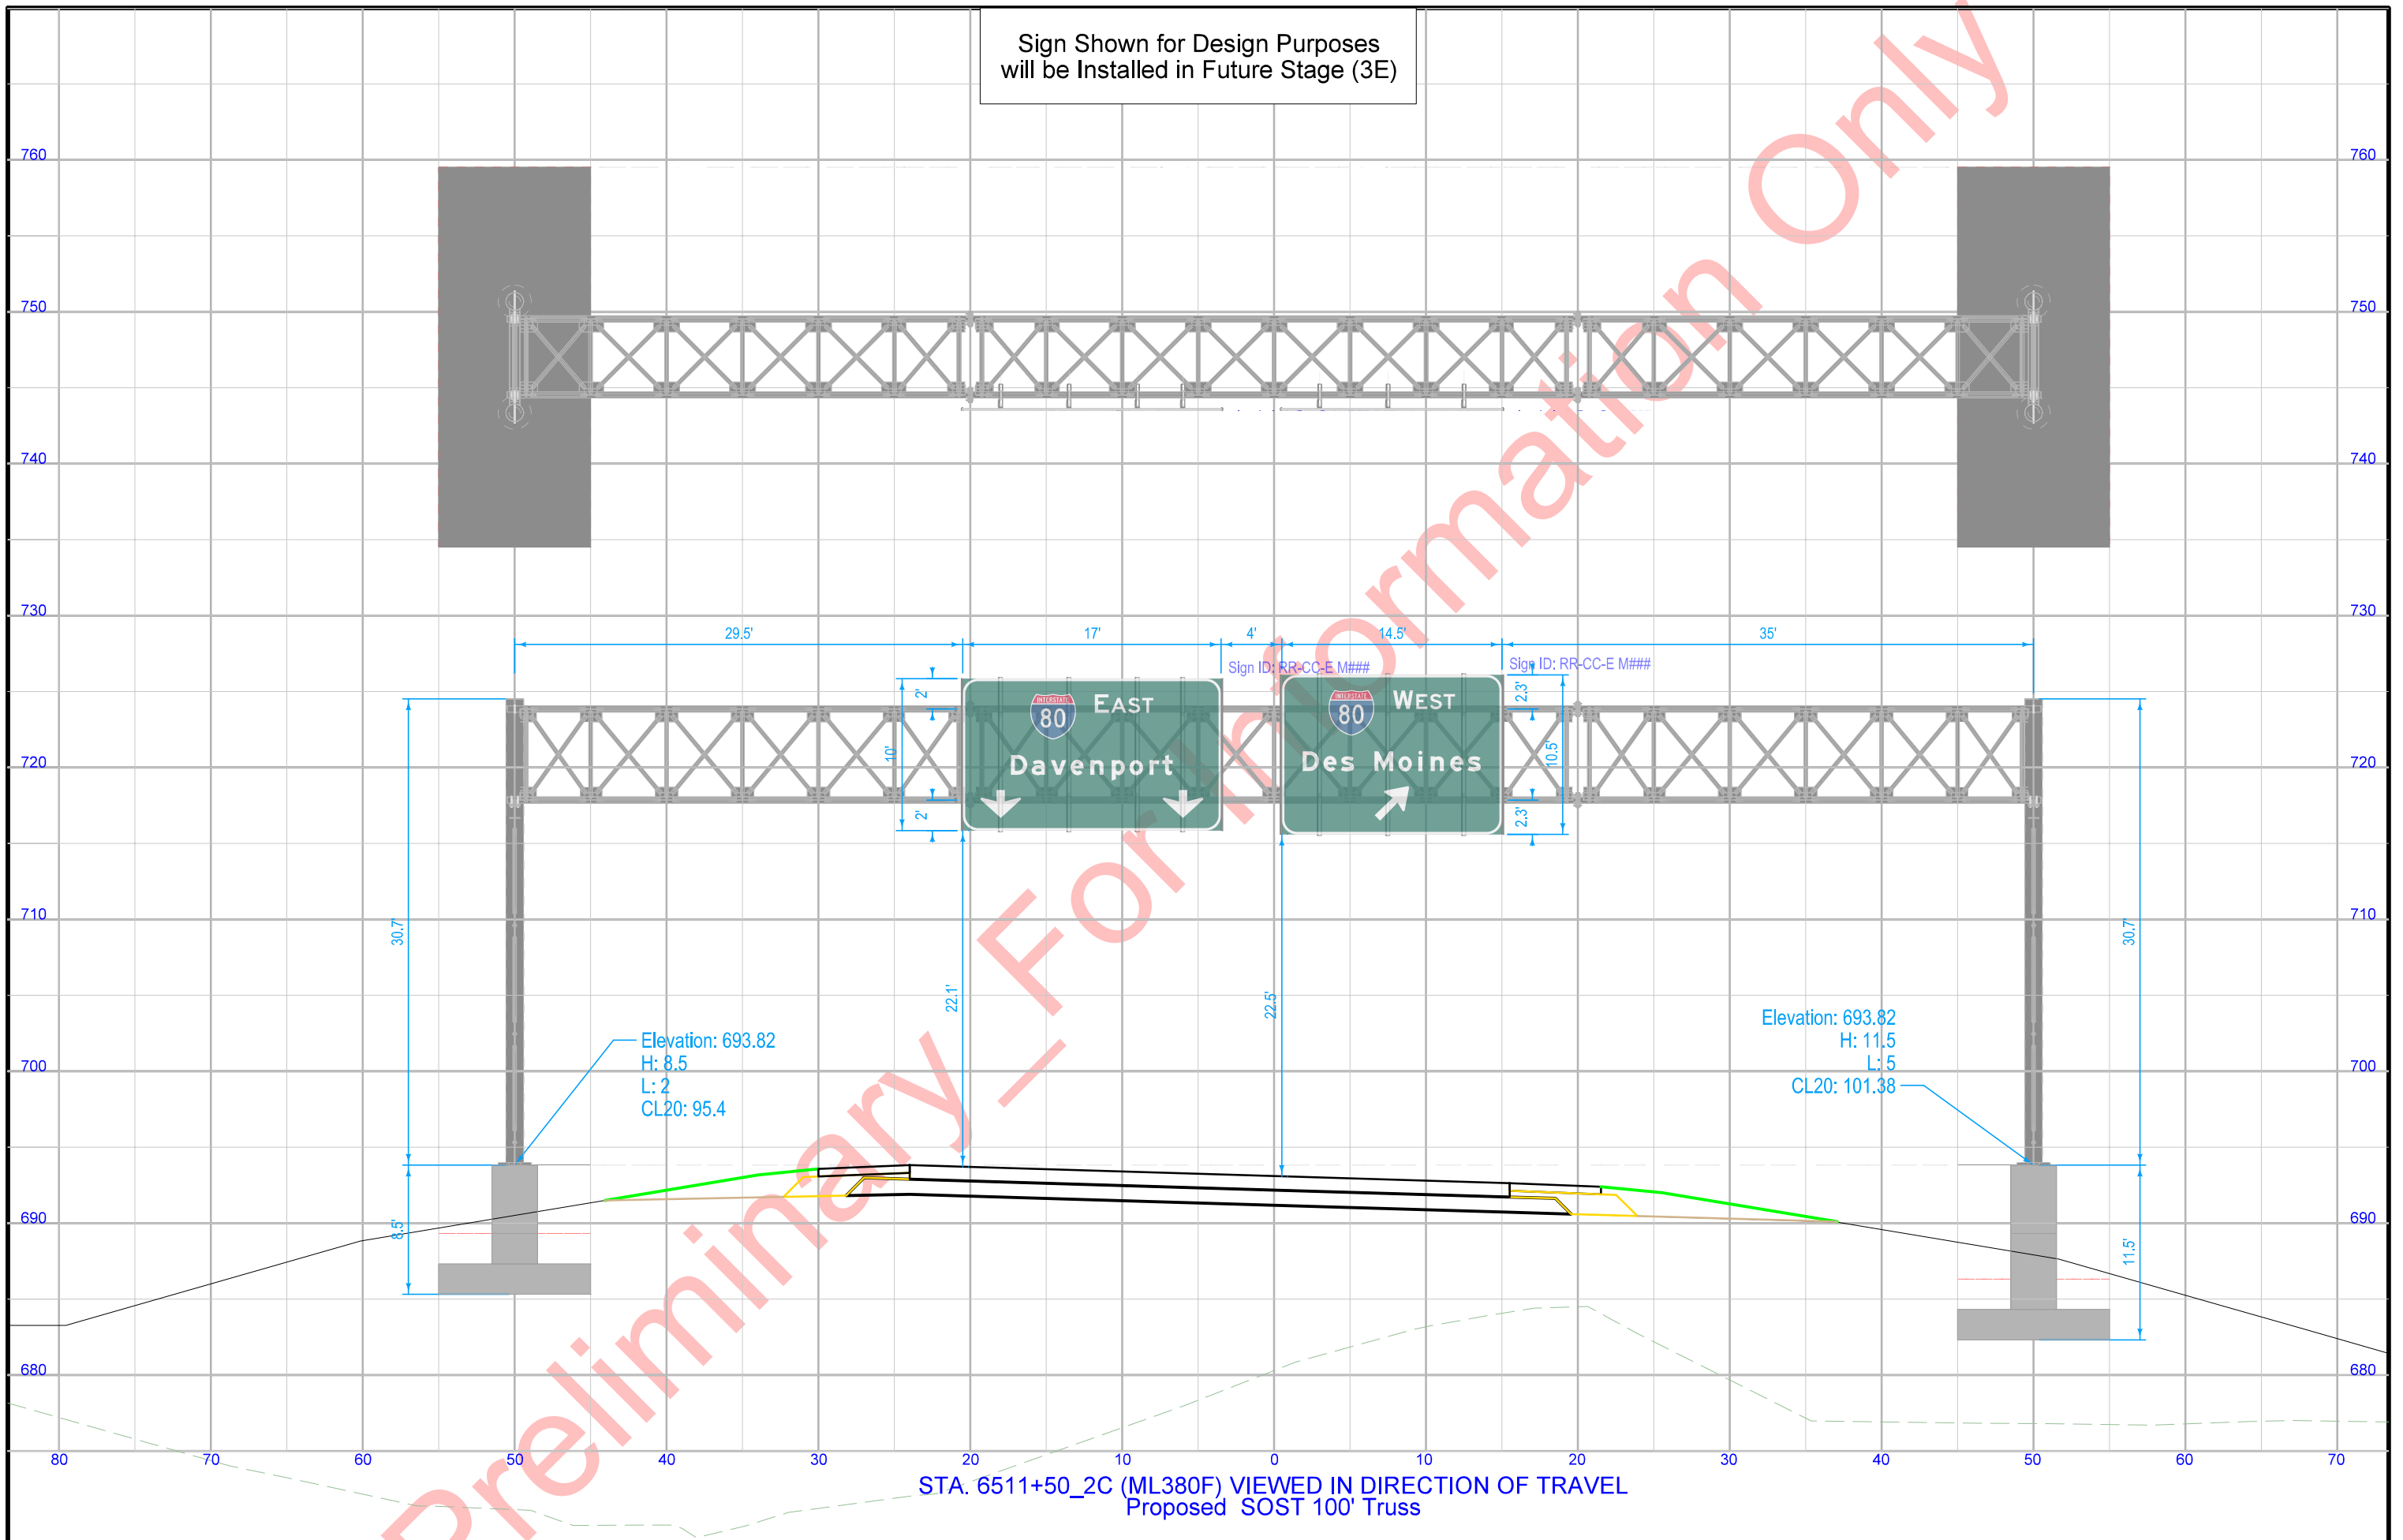 Sign Shown for Design Purposes
will be Installed in Future Stage (3E)
760
760
750
750
740
740
730
730
29.5'
17'
4'
14.5'
35'
Sign ID: RR-CC-E M###
Sign ID: RR-CC-E M###
2'
10'
2'
INTERSTATE
80
EAST
Davenport
INTERSTATE
80
WEST
Des Moines
2.3'
10.5'
2.3'
720
720
710
710
30.7'
22.1'
22.5'
30.7'
Elevation: 693.82
H: 8.5
L: 2
CL20: 95.4
Elevation: 693.82
H: 11.5
L: 5
CL20: 101.38
700
700
690
690
8.5'
11.5'
680
680
80
70
60
50
40
30
20
10
0
10
20
30
40
50
60
70
STA. 6511+50_2C (ML380F) VIEWED IN DIRECTION OF TRAVEL
Proposed SOST 100' Truss
Preliminary_For Information Only